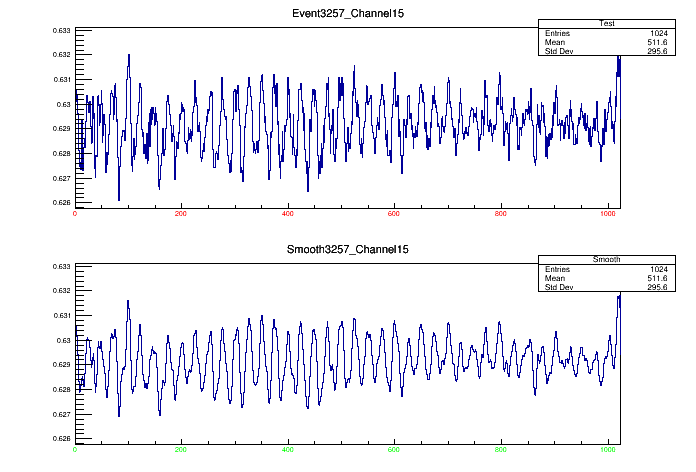 Event3257_Channel15
Test
Entries 1024
Mean 511.6
Std Dev 295.6
0.633
0.632
0.631
0.63
0.629
0.628
0.627
0.626
0 200 400 600 800 1000
Smooth3257_Channel15
Smooth
Entries 1024
Mean 511.6
Std Dev 295.6
0.633
0.632
0.631
0.63
0.629
0.628
0.627
0.626
0 200 400 600 800 1000